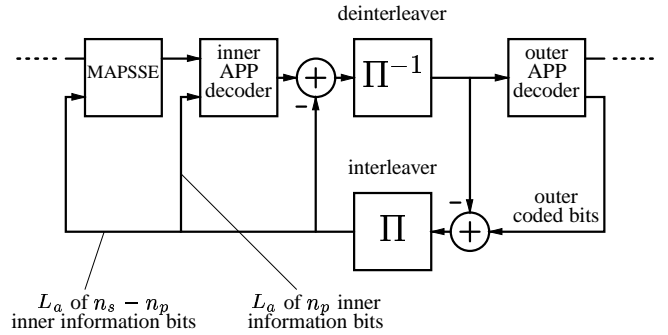 deinterleaver
MAPSSE
inner
APP
decoder
+
−
Π⁻¹
outer
APP
decoder
interleaver
Π
−
+
outer
coded bits
L_a of n_s − n_p
inner information bits
L_a of n_p inner
information bits